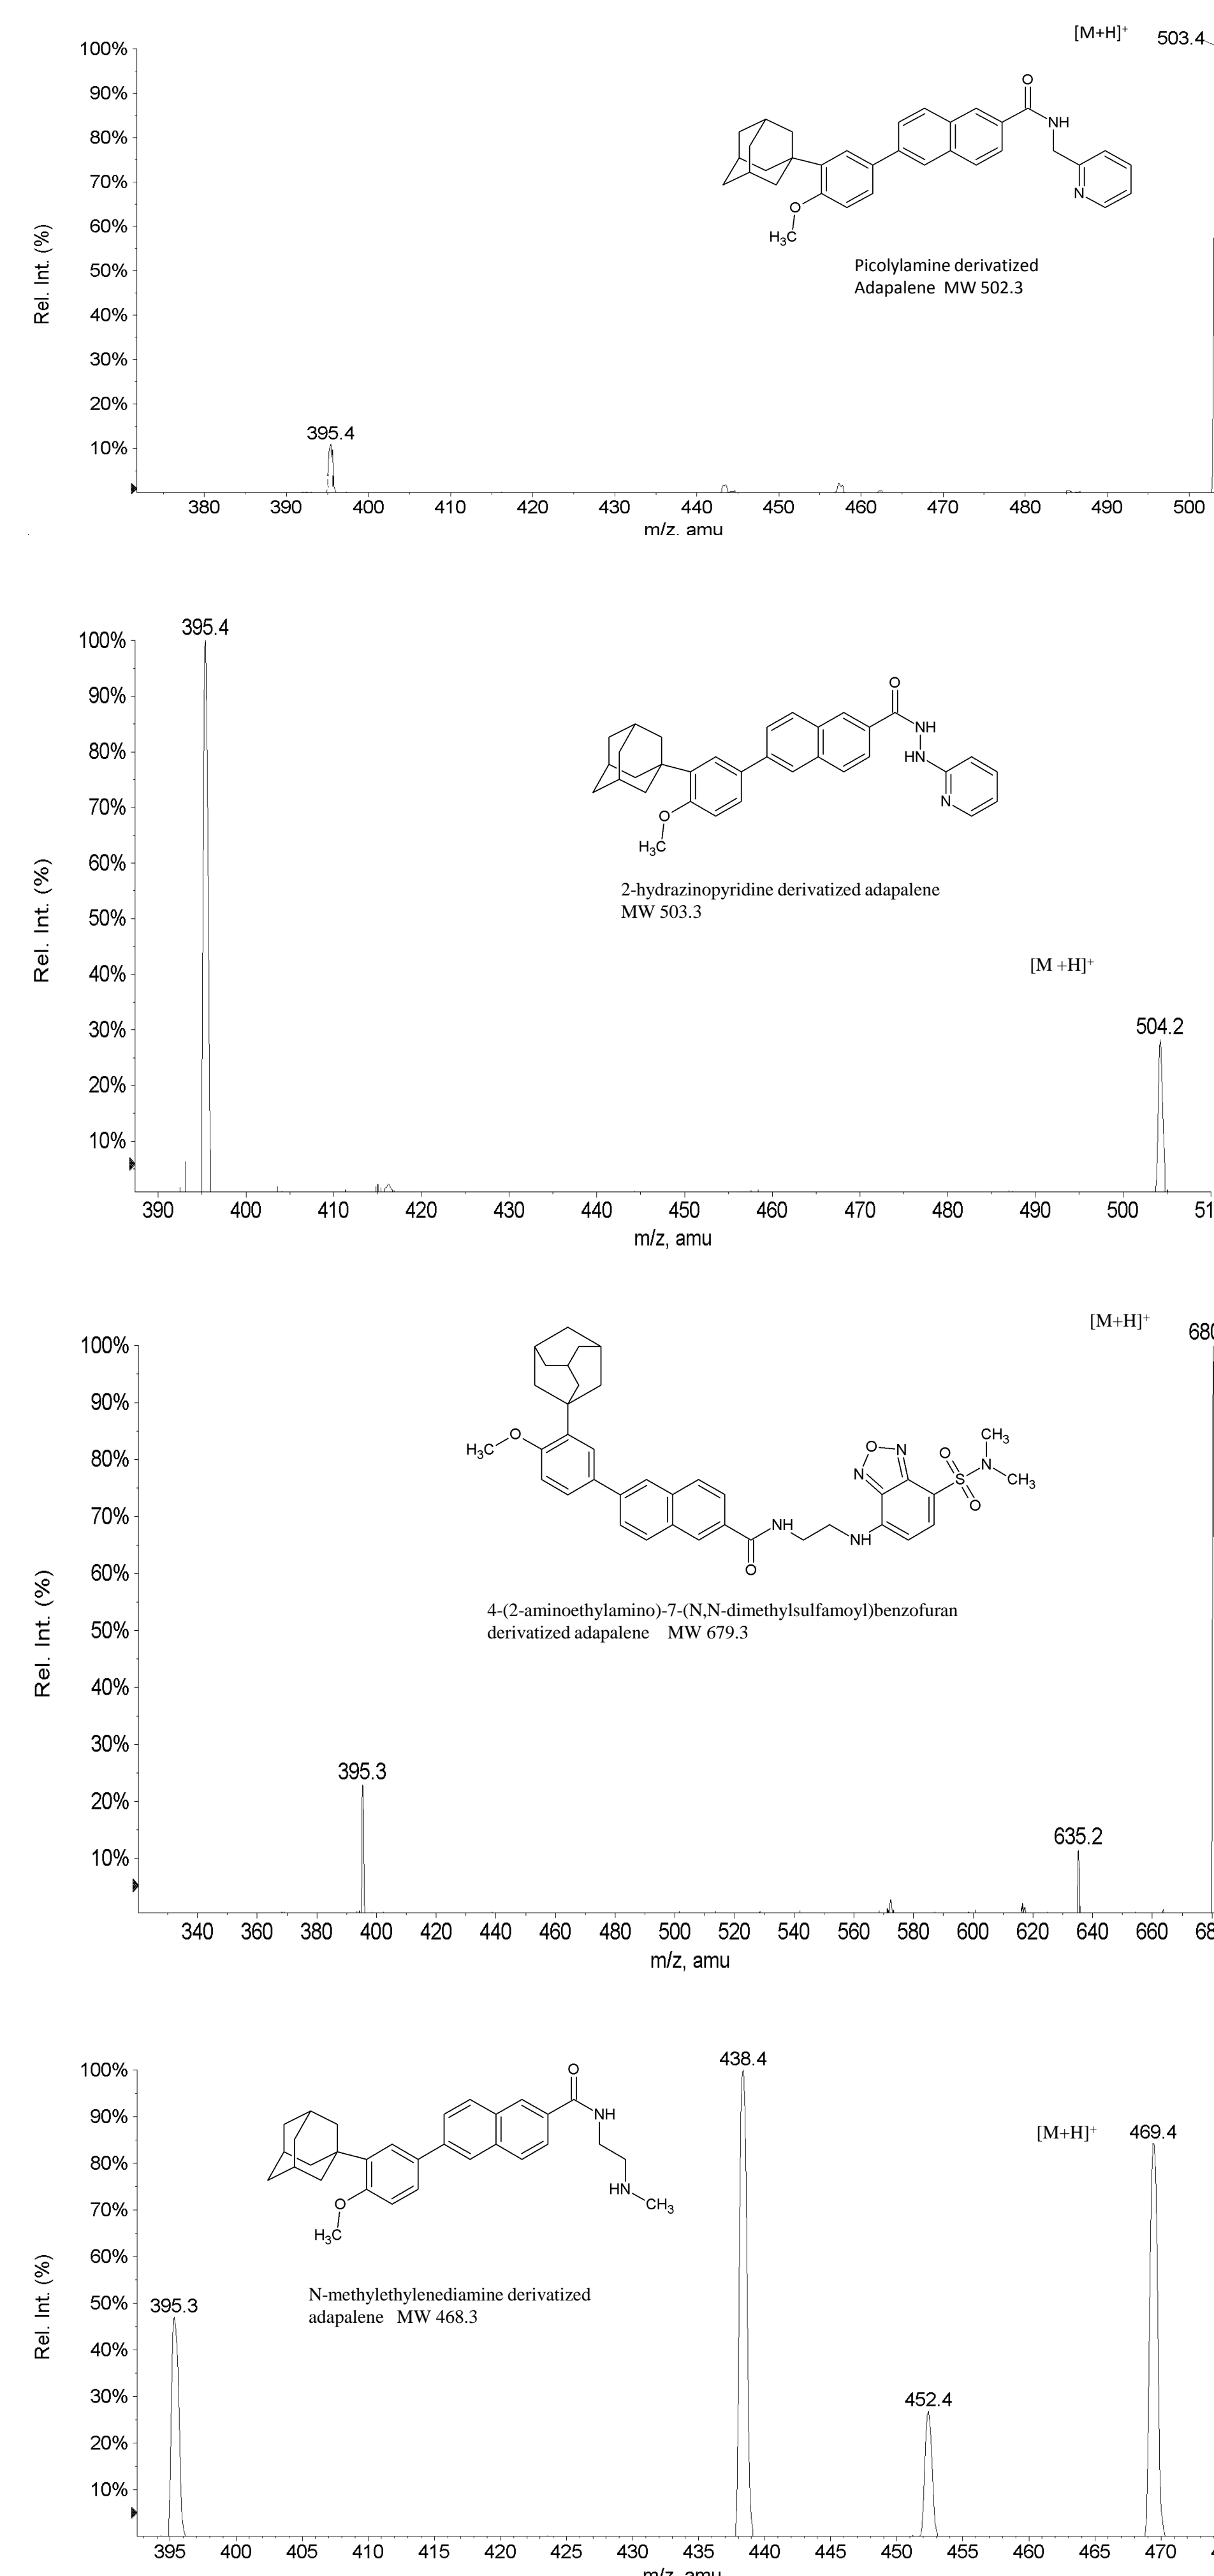 [M+H]+
503.4
100%
90%
80%
70%
60%
50%
40%
30%
20%
10%
Rel. Int. (%)
O
NH
N
O
H3C
Picolylamine derivatized
Adapalene MW 502.3
395.4
380 390 400 410 420 430 440 450 460 470 480 490 500
m/z. amu
395.4
100%
90%
80%
70%
60%
50%
40%
30%
20%
10%
Rel. Int. (%)
O
NH
HN
N
O
H3C
2-hydrazinopyridine derivatized adapalene
MW 503.3
[M +H]+
504.2
390 400 410 420 430 440 450 460 470 480 490 500 51
m/z, amu
[M+H]+
680
100%
90%
80%
70%
60%
50%
40%
30%
20%
10%
Rel. Int. (%)
H3C
O
O
NH
NH
N
O
N
O
S
O
N
CH3
CH3
4-(2-aminoethylamino)-7-(N,N-dimethylsulfamoyl)benzofuran
derivatized adapalene MW 679.3
395.3
635.2
340 360 380 400 420 440 460 480 500 520 540 560 580 600 620 640 660 68
m/z, amu
438.4
[M+H]+ 469.4
100%
90%
80%
70%
60%
50%
40%
30%
20%
10%
Rel. Int. (%)
O
NH
HN
CH3
O
H3C
N-methylethylenediamine derivatized
adapalene MW 468.3
395.3
452.4
395 400 405 410 415 420 425 430 435 440 445 450 455 460 465 470
m/z, amu